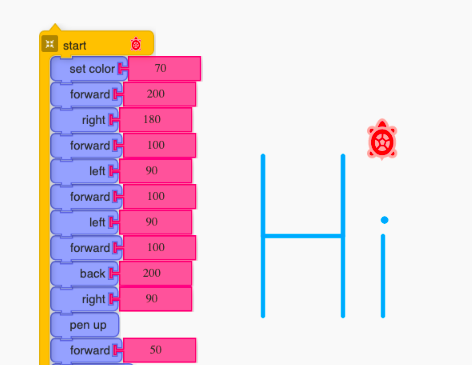 start
set color 70
forward 200
right 180
forward 100
left 90
forward 100
left 90
forward 100
back 200
right 90
pen up
forward 50
Hi